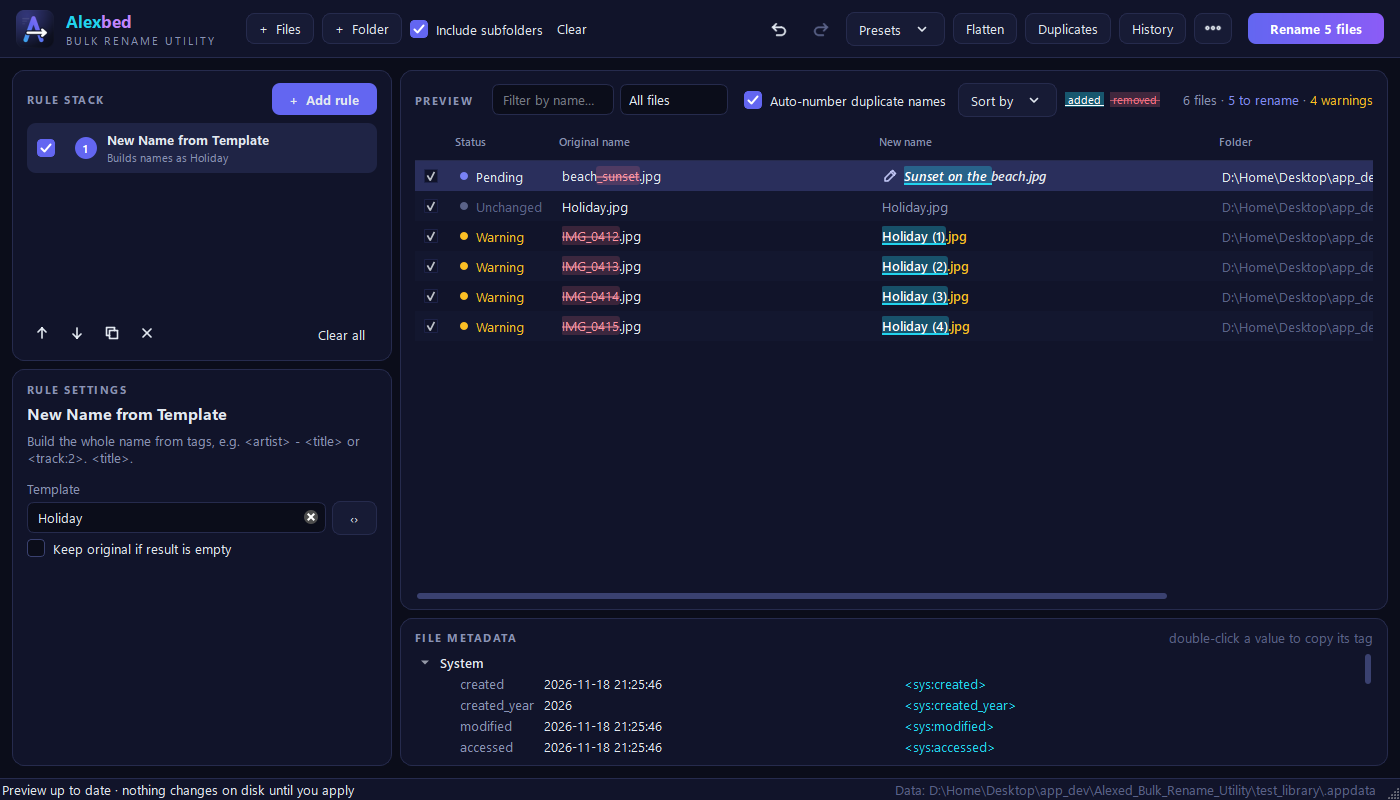 Alexbed
BULK RENAME UTILITY
+ Files
+ Folder
Include subfolders
Clear
Presets
Flatten
Duplicates
History
•••
Rename 5 files
RULE STACK
+ Add rule
1
New Name from Template
Builds names as Holiday
Clear all
RULE SETTINGS
New Name from Template
Build the whole name from tags, e.g. <artist> - <title> or
<track:2>. <title>.
Template
Holiday
‹›
Keep original if result is empty
PREVIEW
Filter by name...
All files
Auto-number duplicate names
Sort by
added
removed
6 files · 5 to rename · 4 warnings
Status Original name New name Folder
Pending beach_sunset.jpg Sunset on the beach.jpg D:\Home\Desktop\app_de
Unchanged Holiday.jpg Holiday.jpg D:\Home\Desktop\app_de
Warning IMG_0412.jpg Holiday (1).jpg D:\Home\Desktop\app_de
Warning IMG_0413.jpg Holiday (2).jpg D:\Home\Desktop\app_de
Warning IMG_0414.jpg Holiday (3).jpg D:\Home\Desktop\app_de
Warning IMG_0415.jpg Holiday (4).jpg D:\Home\Desktop\app_de
FILE METADATA
double-click a value to copy its tag
System
created 2026-11-18 21:25:46 <sys:created>
created_year 2026 <sys:created_year>
modified 2026-11-18 21:25:46 <sys:modified>
accessed 2026-11-18 21:25:46 <sys:accessed>
Preview up to date · nothing changes on disk until you apply
Data: D:\Home\Desktop\app_dev\Alexed_Bulk_Rename_Utility\test_library\.appdata